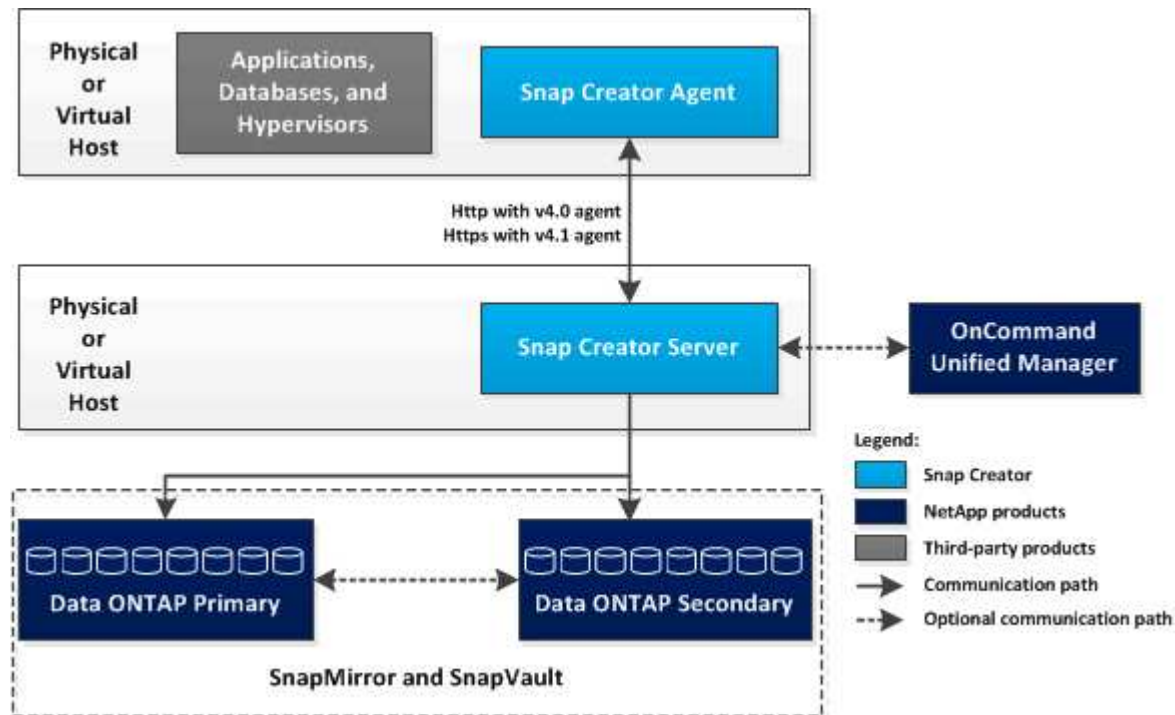 Physical
or
Virtual
Host
Applications,
Databases, and
Hypervisors
Snap Creator Agent
Http with v4.0 agent
Https with v4.1 agent
Physical
or
Virtual
Host
Snap Creator Server
OnCommand
Unified Manager
Legend:
Snap Creator
NetApp products
Third-party products
Communication path
Optional communication path
Data ONTAP Primary
Data ONTAP Secondary
SnapMirror and SnapVault